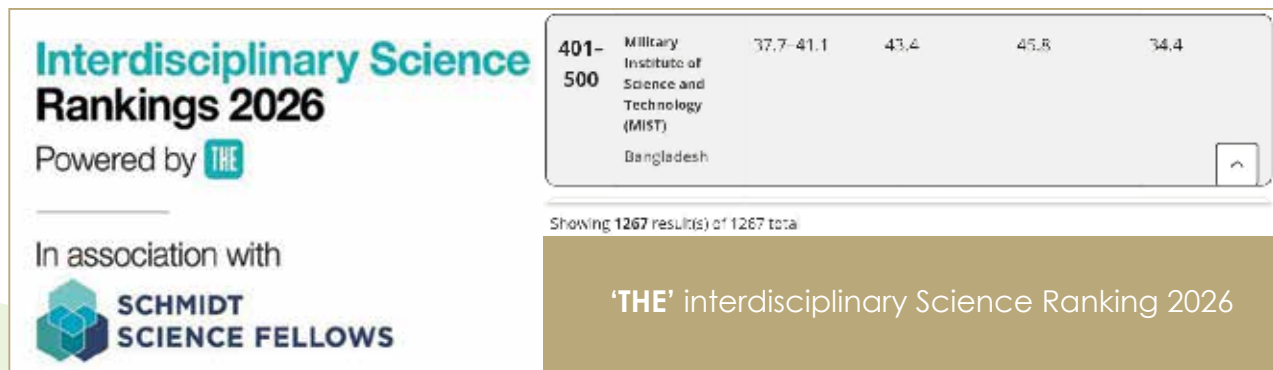 Interdisciplinary Science
Rankings 2026
Powered by THE
In association with
SCHMIDT
SCIENCE FELLOWS
401–
500
Military
Institute of
Science and
Technology
(MIST)
Bangladesh
37.7–41.1
43.4
45.8
34.4
Showing 1267 result(s) of 1267 total
‘THE’ interdisciplinary Science Ranking 2026